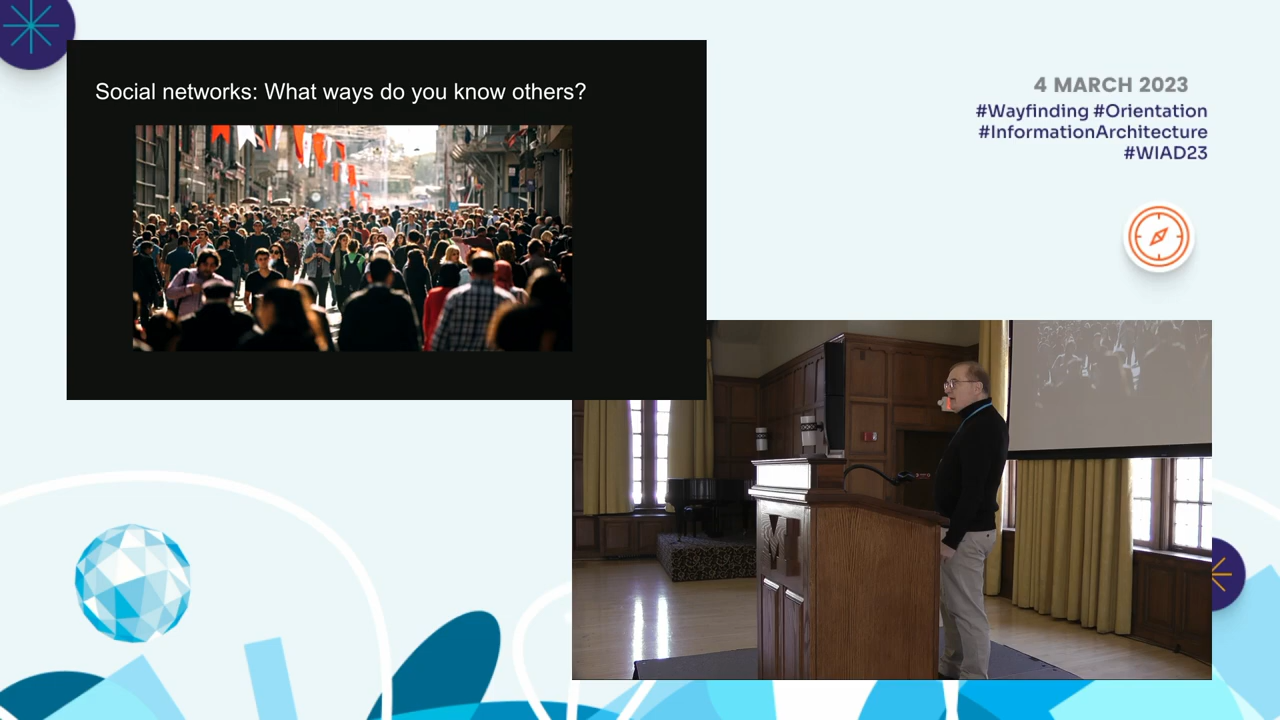 Social networks: What ways do you know others?
4 MARCH 2023
#Wayfinding #Orientation
#InformationArchitecture
#WIAD23
M